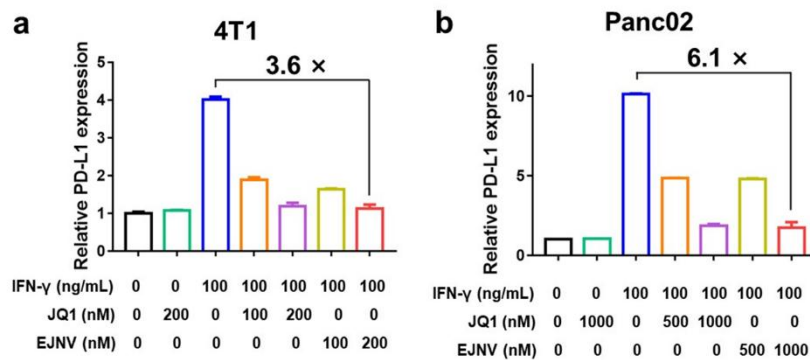 a
4T1
3.6 ×
Relative PD-L1 expression
5
4
3
2
1
0
IFN-γ (ng/mL) 0 0 100 100 100 100 100
JQ1 (nM) 0 200 0 100 200 0 0
EJNV (nM) 0 0 0 0 0 100 200
b
Panc02
6.1 ×
Relative PD-L1 expression
10
5
0
IFN-γ (ng/mL) 0 0 100 100 100 100 100
JQ1 (nM) 0 1000 0 500 1000 0 0
EJNV (nM) 0 0 0 0 0 500 1000